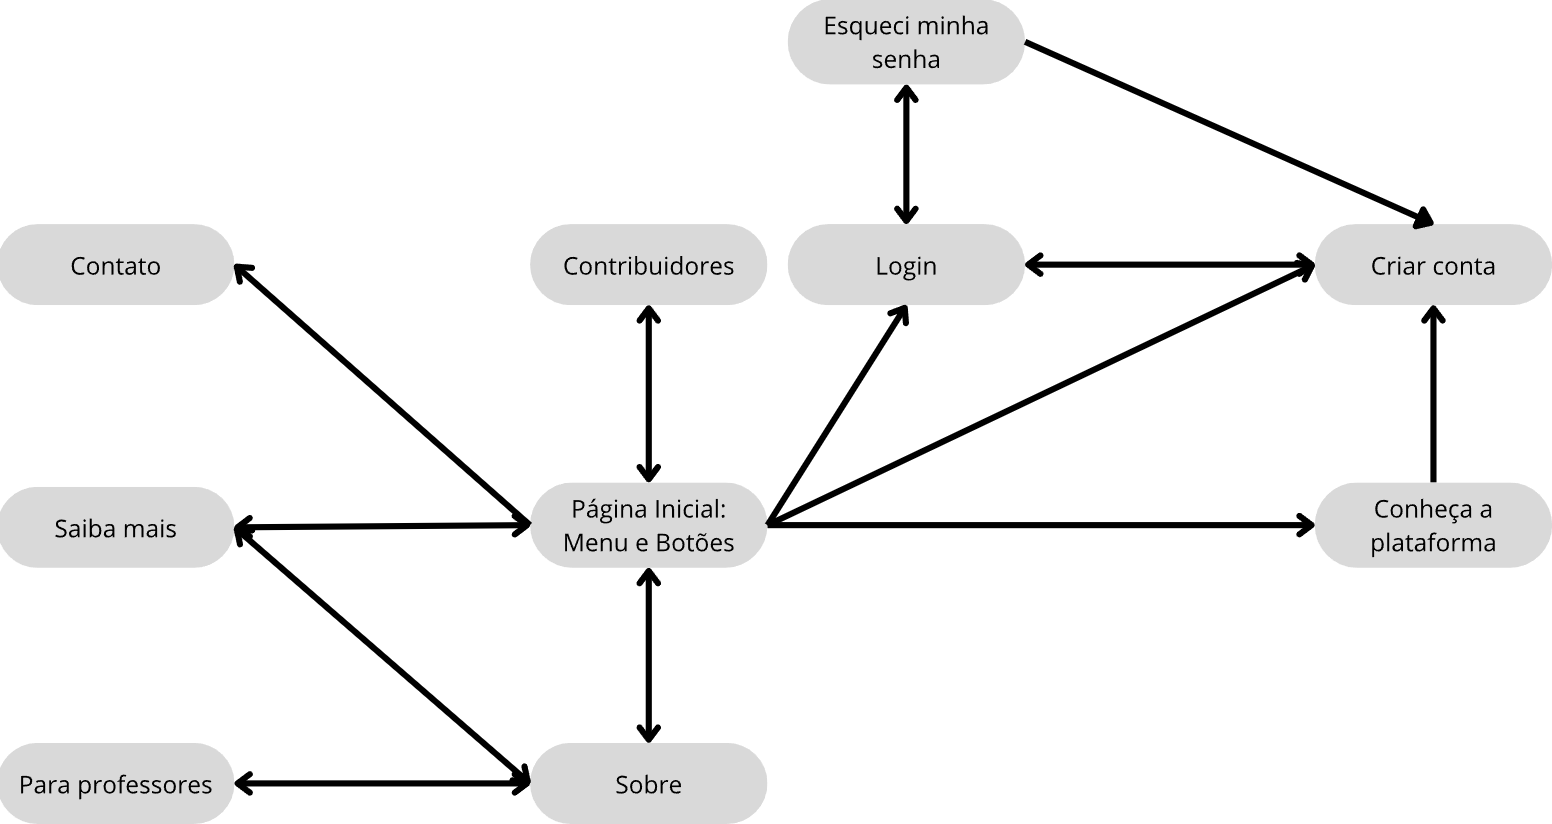 Esqueci minha
senha
Contato
Contribuidores
Login
Criar conta
Saiba mais
Página Inicial:
Menu e Botões
Conheça a
plataforma
Para professores
Sobre